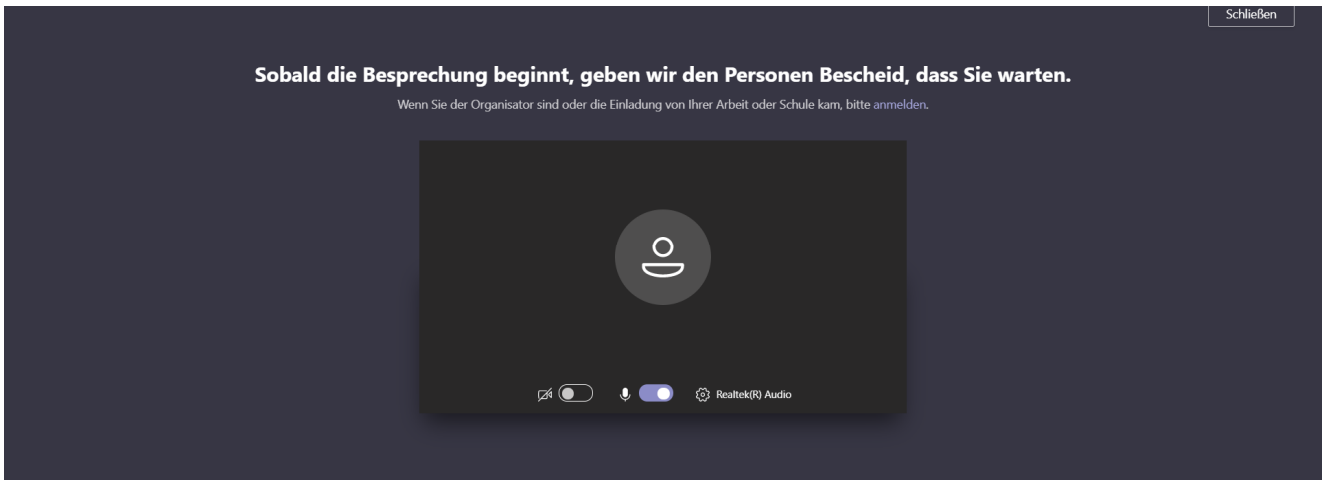 Schließen
Sobald die Besprechung beginnt, geben wir den Personen Bescheid, dass Sie warten.
Wenn Sie der Organisator sind oder die Einladung von Ihrer Arbeit oder Schule kam, bitte anmelden.
Realtek(R) Audio